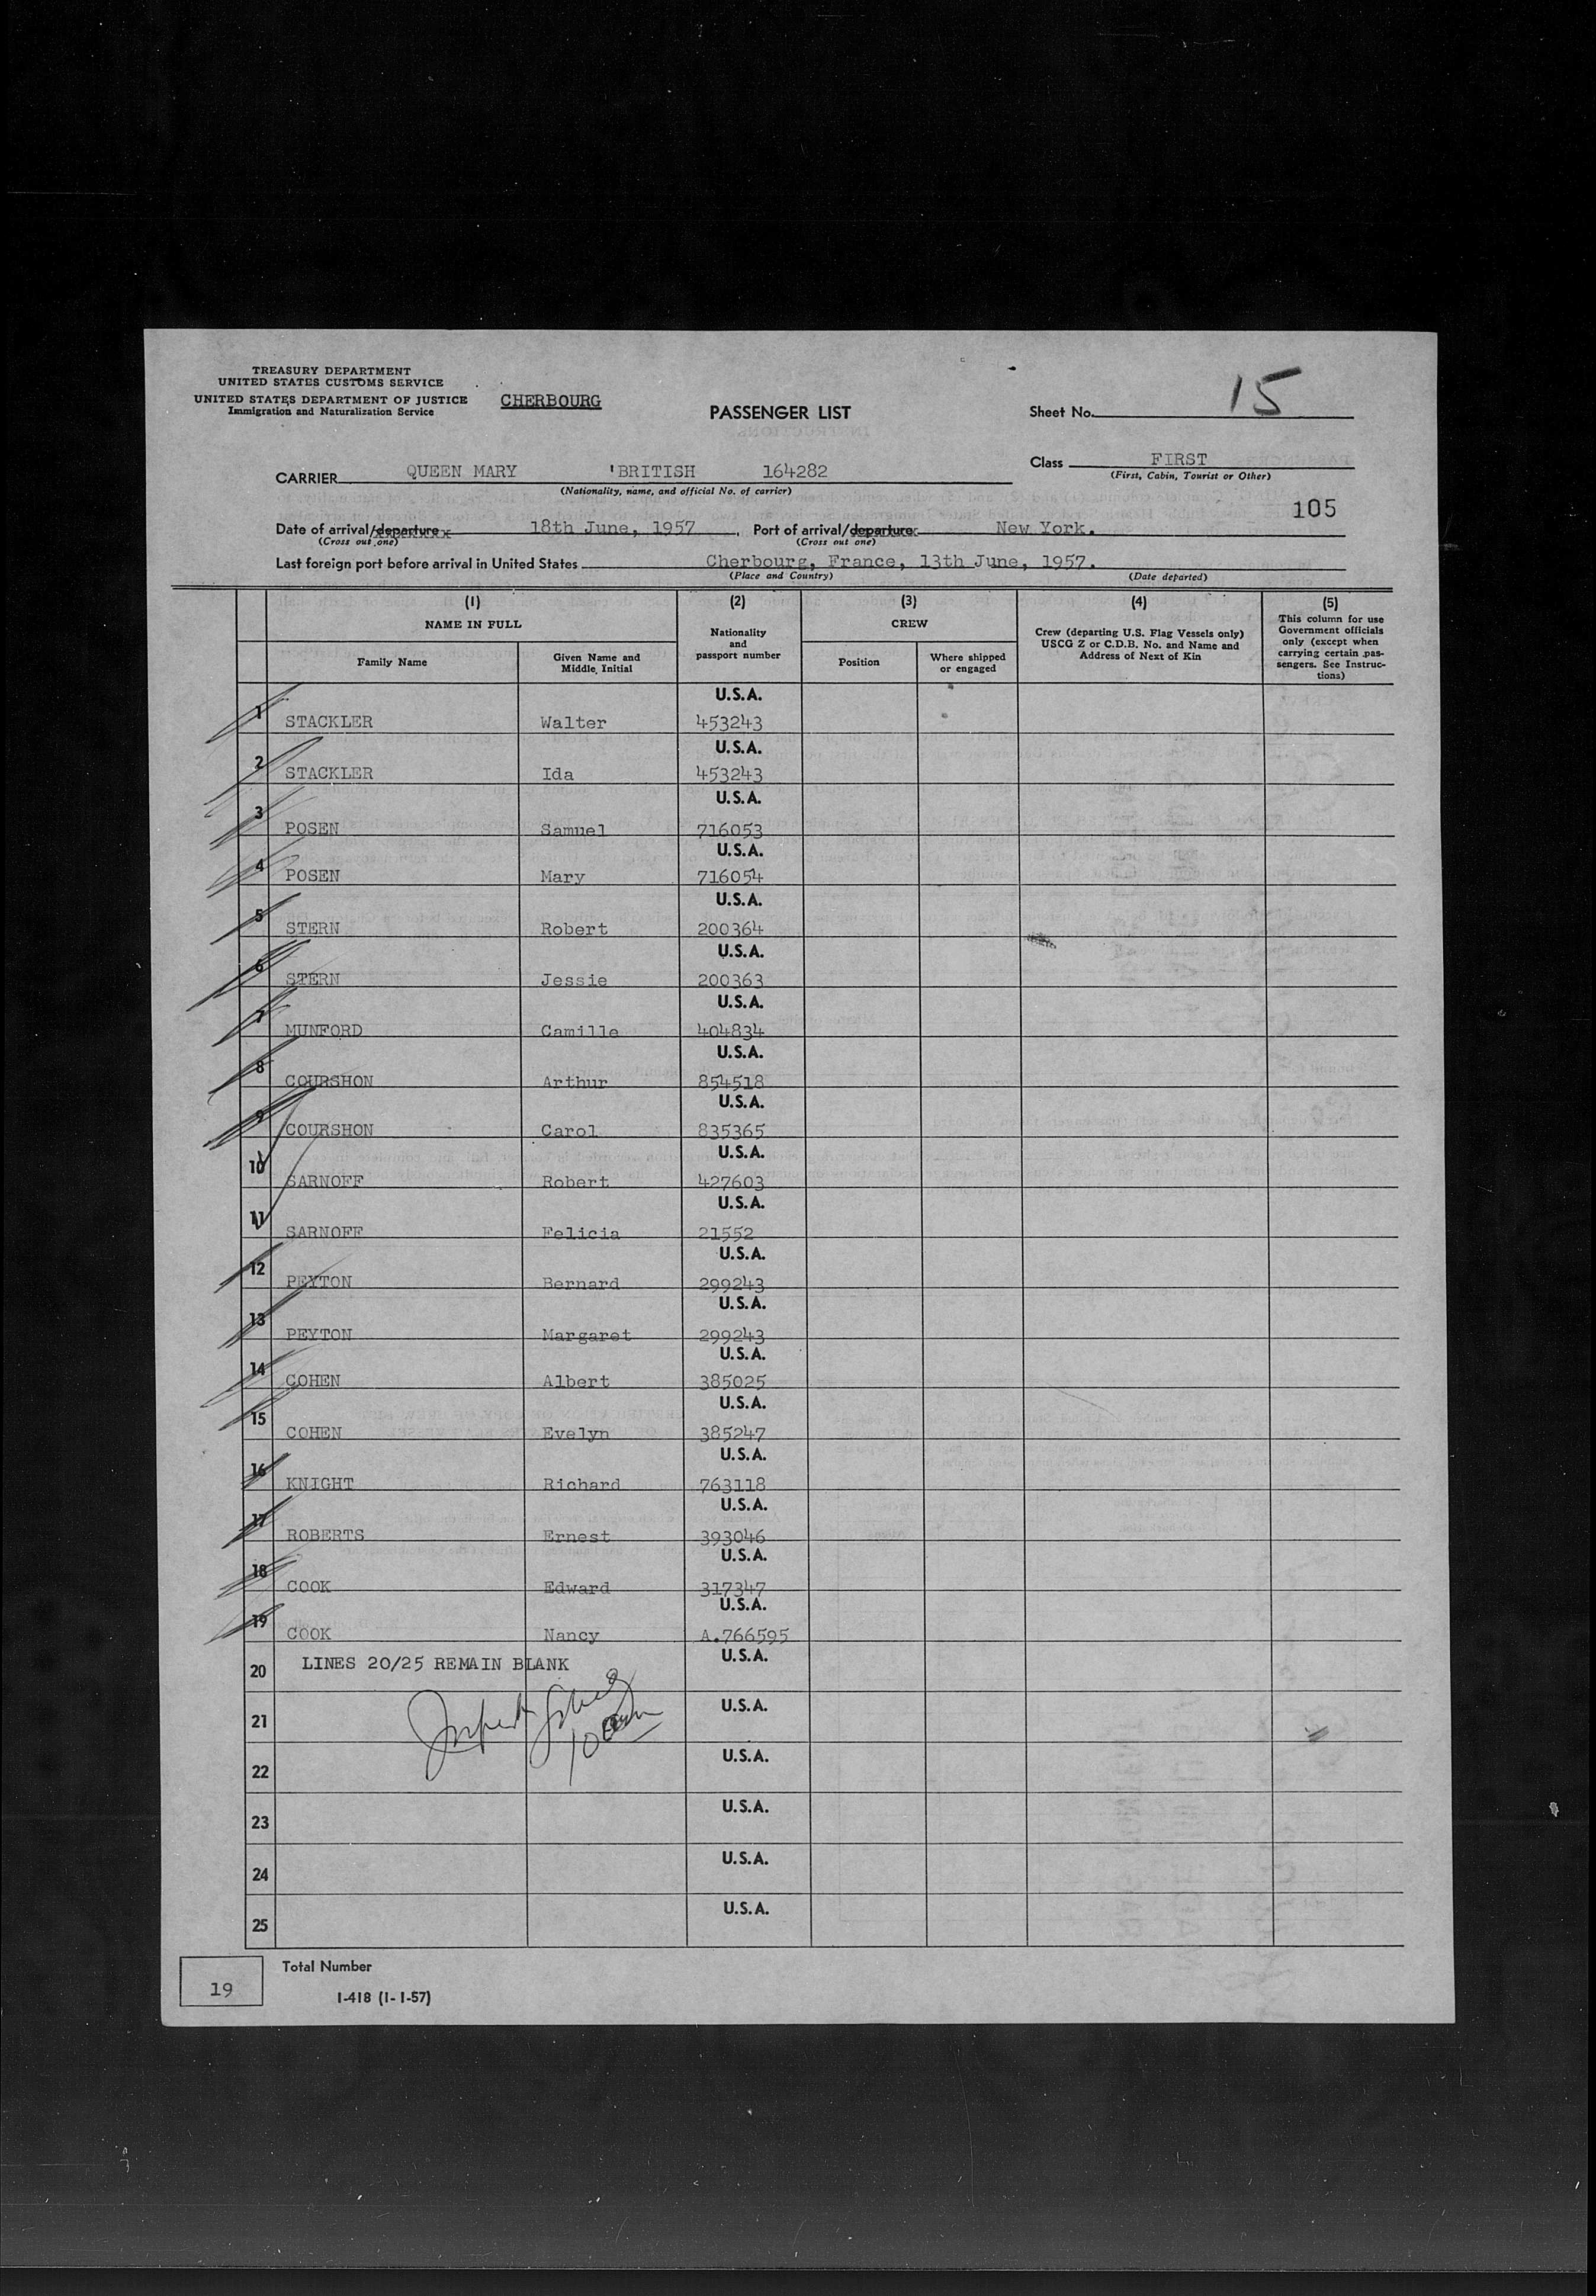 TREASURY DEPARTMENT
UNITED STATES CUSTOMS SERVICE
UNITED STATES DEPARTMENT OF JUSTICE
Immigration and Naturalization Service
CHERBOURG
PASSENGER LIST
Sheet No. 15
CARRIER QUEEN MARY 'BRITISH 164282
(Nationality, name, and official No. of carrier)
Class FIRST
(First, Cabin, Tourist or Other)
105
Date of arrival/departure 18th June, 1957. Port of arrival/departure New York.
(Cross out one) (Cross out one)
Last foreign port before arrival in United States Cherbourg, France, 13th June, 1957.
(Place and Country) (Date departed)
(1) (2) (3) (4) (5)
NAME IN FULL
Family Name
Given Name and Middle Initial
Nationality and passport number
CREW
Position
Where shipped or engaged
Crew (departing U.S. Flag Vessels only) USCG Z or C.D.B. No. and Name and Address of Next of Kin
This column for use Government officials only (except when carrying certain pas-sengers. See Instruc-tions)
1 STACKLER Walter U.S.A. 453243
2 STACKLER Ida U.S.A. 453243
3 POSEN Samuel U.S.A. 716053
4 POSEN Mary U.S.A. 716054
5 STERN Robert U.S.A. 200364
6 STERN Jessie U.S.A. 200363
7 MUNFORD Camille U.S.A. 404834
8 COURSHON Arthur U.S.A. 854518
9 COURSHON Carol U.S.A. 835365
10 SARNOFF Robert U.S.A. 427603
11 SARNOFF Felicia U.S.A. 21552
12 PEYTON Bernard U.S.A. 299243
13 PEYTON Margaret U.S.A. 299243
14 COHEN Albert U.S.A. 385025
15 COHEN Evelyn U.S.A. 385247
16 KNIGHT Richard U.S.A. 763118
17 ROBERTS Ernest U.S.A. 393046
18 COOK Edward U.S.A. 317347
19 COOK Nancy U.S.A. A.766595
20 LINES 20/25 REMAIN BLANK U.S.A.
21 U.S.A.
22 U.S.A.
23 U.S.A.
24 U.S.A.
25 U.S.A.
19
Total Number
I-418 (1-1-57)